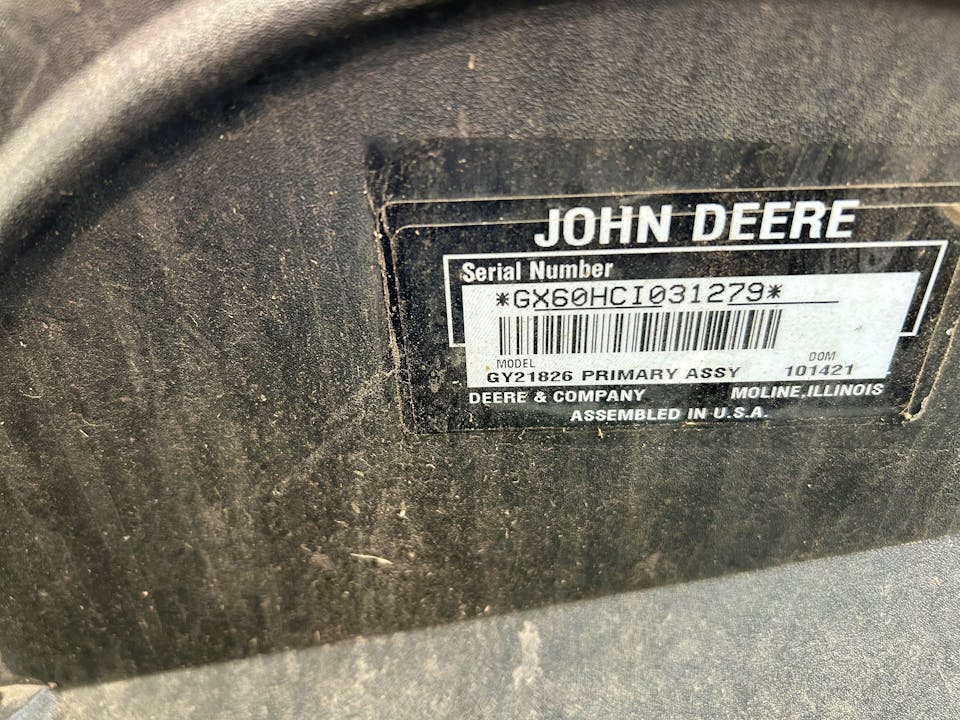 JOHN DEERE
Serial Number
*GX60HCI031279*
MODEL DOM
GY21826 PRIMARY ASSY 101421
DEERE & COMPANY MOLINE, ILLINOIS
ASSEMBLED IN U.S.A.